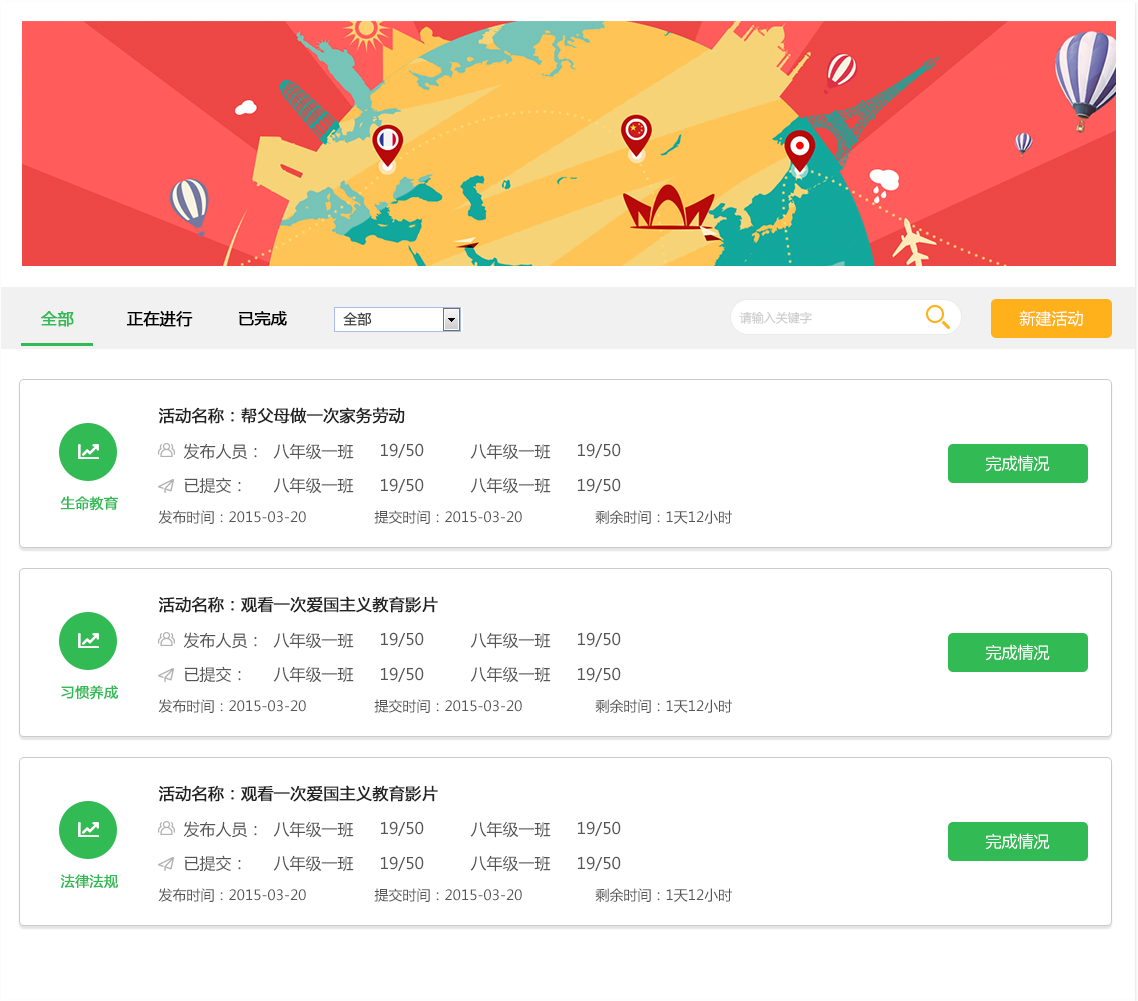 全部 正在进行 已完成 全部 请输入关键字 新建活动
活动名称：帮父母做一次家务劳动
发布人员： 八年级一班 19/50 八年级一班 19/50
完成情况
已提交： 八年级一班 19/50 八年级一班 19/50
生命教育
发布时间：2015-03-20 提交时间：2015-03-20 剩余时间：1天12小时
活动名称：观看一次爱国主义教育影片
发布人员： 八年级一班 19/50 八年级一班 19/50
完成情况
已提交： 八年级一班 19/50 八年级一班 19/50
习惯养成
发布时间：2015-03-20 提交时间：2015-03-20 剩余时间：1天12小时
活动名称：观看一次爱国主义教育影片
发布人员： 八年级一班 19/50 八年级一班 19/50
完成情况
已提交： 八年级一班 19/50 八年级一班 19/50
法律法规
发布时间：2015-03-20 提交时间：2015-03-20 剩余时间：1天12小时